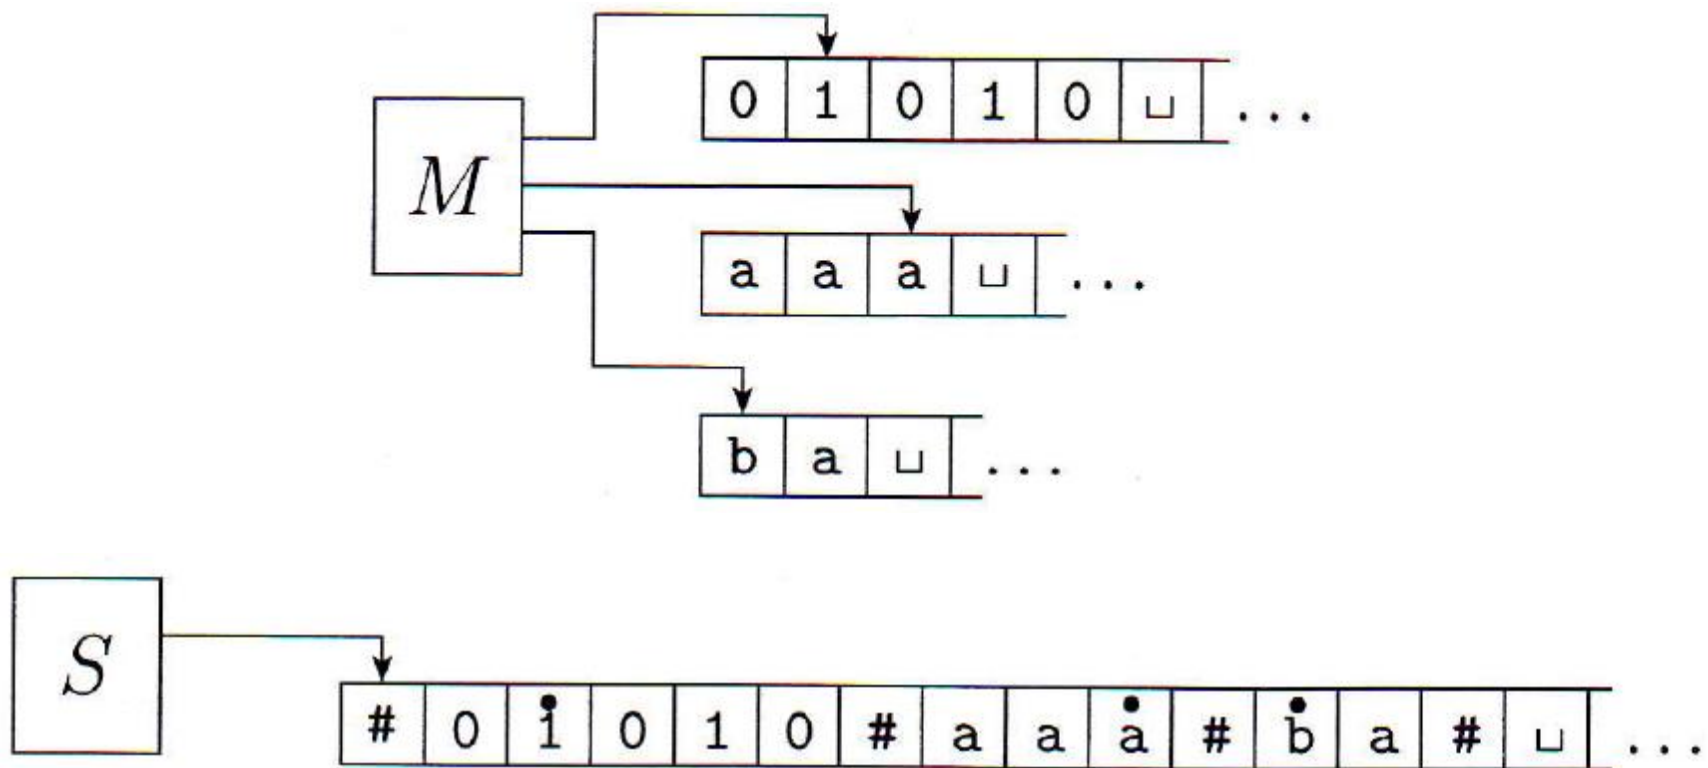 0 1 0 1 0 ⊔ ...
M
a a a ⊔ ...
b a ⊔ ...
S
# 0 1̇ 0 1 0 # a a ȧ # ḃ a # ⊔ ...